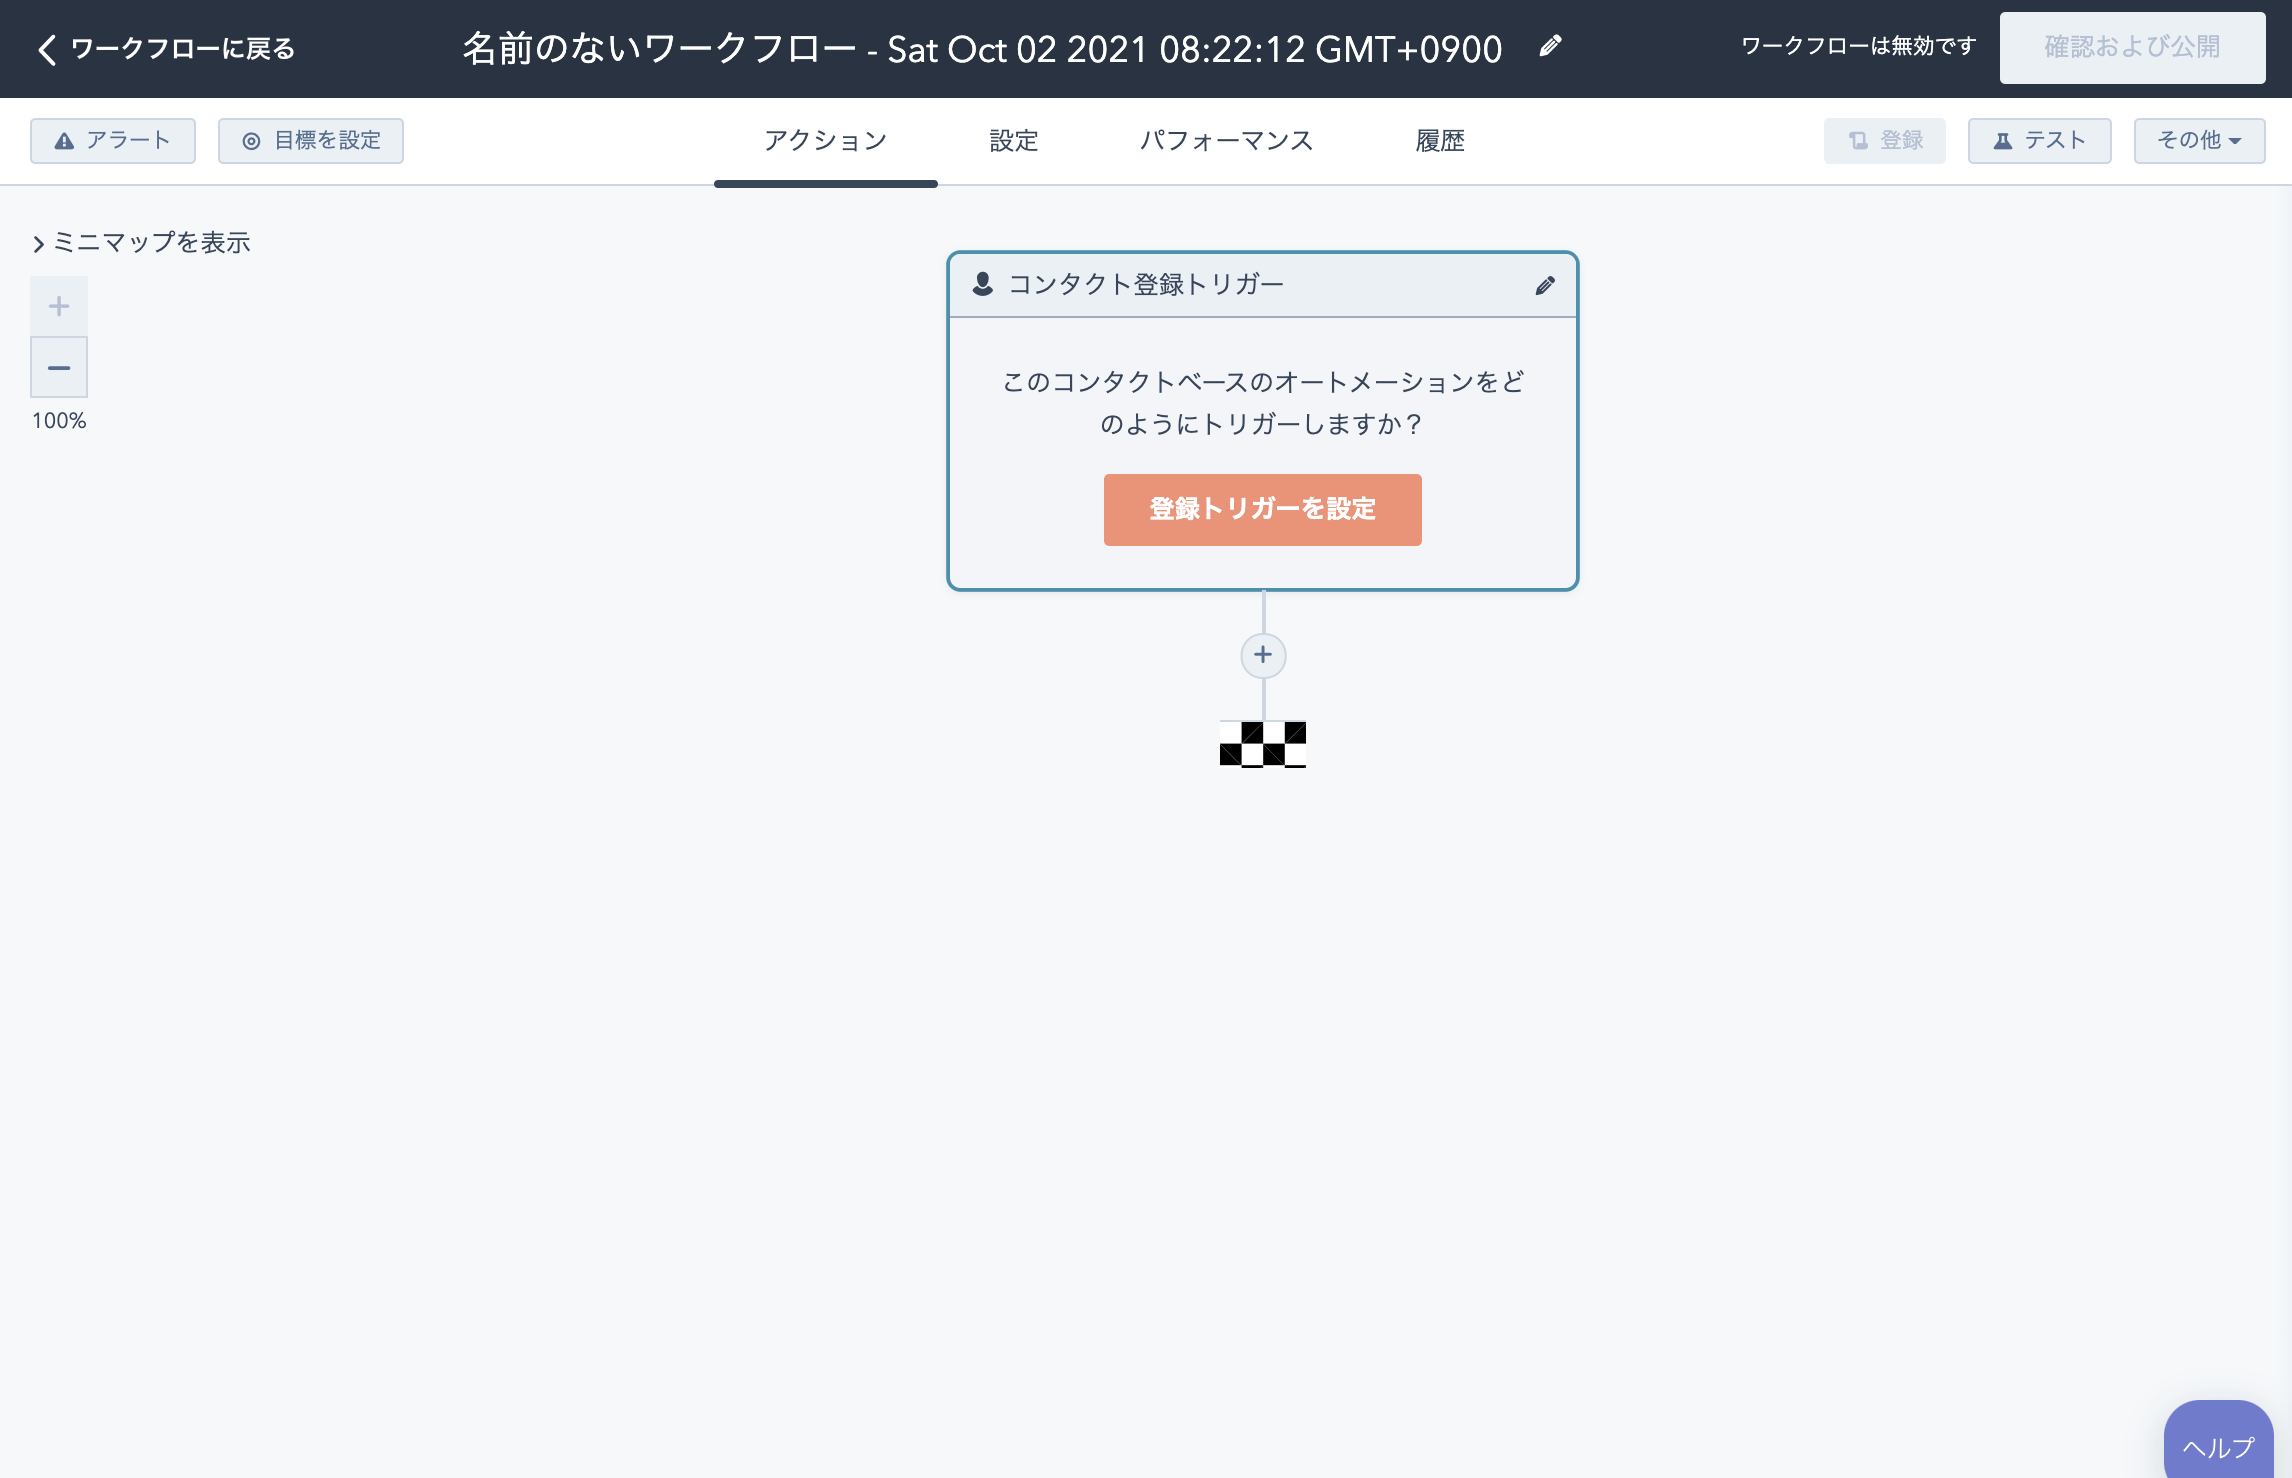 ワークフローに戻る
名前のないワークフロー - Sat Oct 02 2021 08:22:12 GMT+0900
ワークフローは無効です
確認および公開
アラート
目標を設定
アクション
設定
パフォーマンス
履歴
登録
テスト
その他
ミニマップを表示
100%
コンタクト登録トリガー
このコンタクトベースのオートメーションをど
のようにトリガーしますか？
登録トリガーを設定
ヘルプ